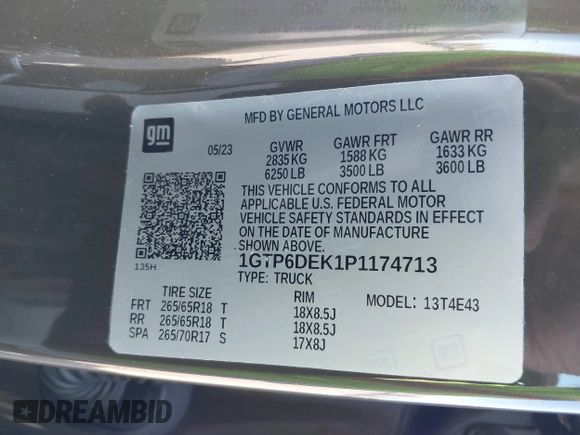 MFD BY GENERAL MOTORS LLC
gm
05/23
GVWR GAWR FRT GAWR RR
2835 KG 1588 KG 1633 KG
6250 LB 3500 LB 3600 LB
THIS VEHICLE CONFORMS TO ALL
APPLICABLE U.S. FEDERAL MOTOR
VEHICLE SAFETY STANDARDS IN EFFECT
ON THE DATE OF MANUFACTURE
SHOWN ABOVE.
135H
1GTP6DEK1P1174713
TYPE: TRUCK
TIRE SIZE RIM MODEL: 13T4E43
FRT 265/65R18 T 18X8.5J
RR 265/65R18 T 18X8.5J
SPA 265/70R17 S 17X8J
DREAMBID